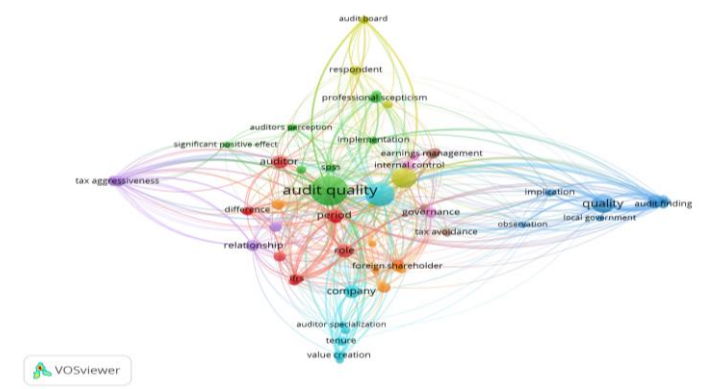 audit board
respondent
professional scepticism
auditors perception
implementation
significant positive effect
earnings management
auditor
spss
internal control
tax aggressiveness
audit quality
implication
quality
audit finding
difference
period
governance
local government
observation
tax avoidance
relationship
role
foreign shareholder
ifrs
company
auditor specialization
tenure
value creation
VOSviewer